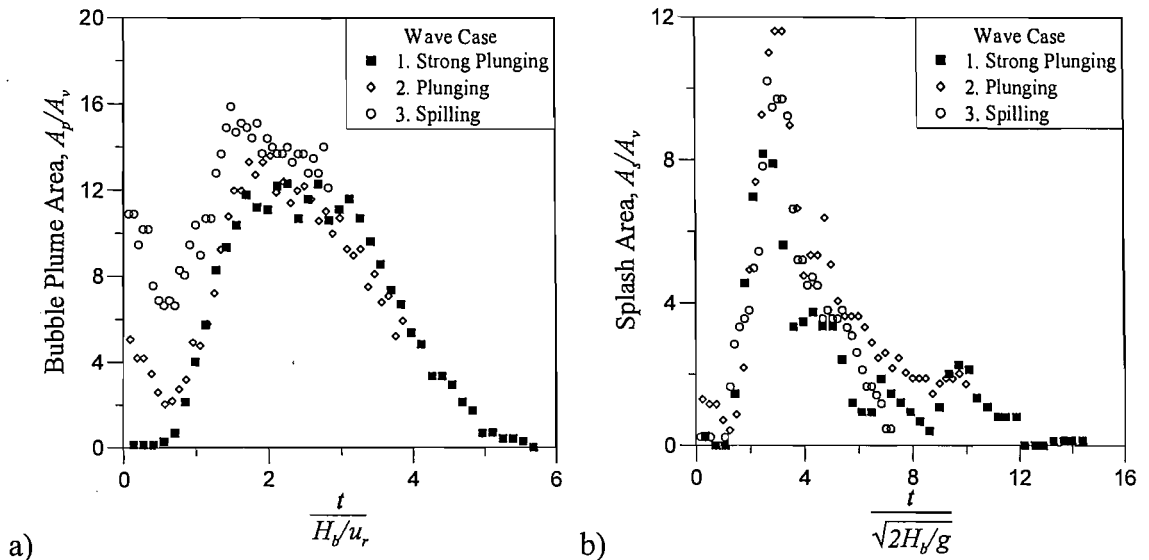 20
16
12
8
4
0
Bubble Plume Area, A_p/A_v
Wave Case
1. Strong Plunging
2. Plunging
3. Spilling
0
2
4
6
t
H_b/u_r
a)
12
8
4
0
Splash Area, A_s/A_v
Wave Case
1. Strong Plunging
2. Plunging
3. Spilling
0
4
8
12
16
t
√2H_b/g
b)